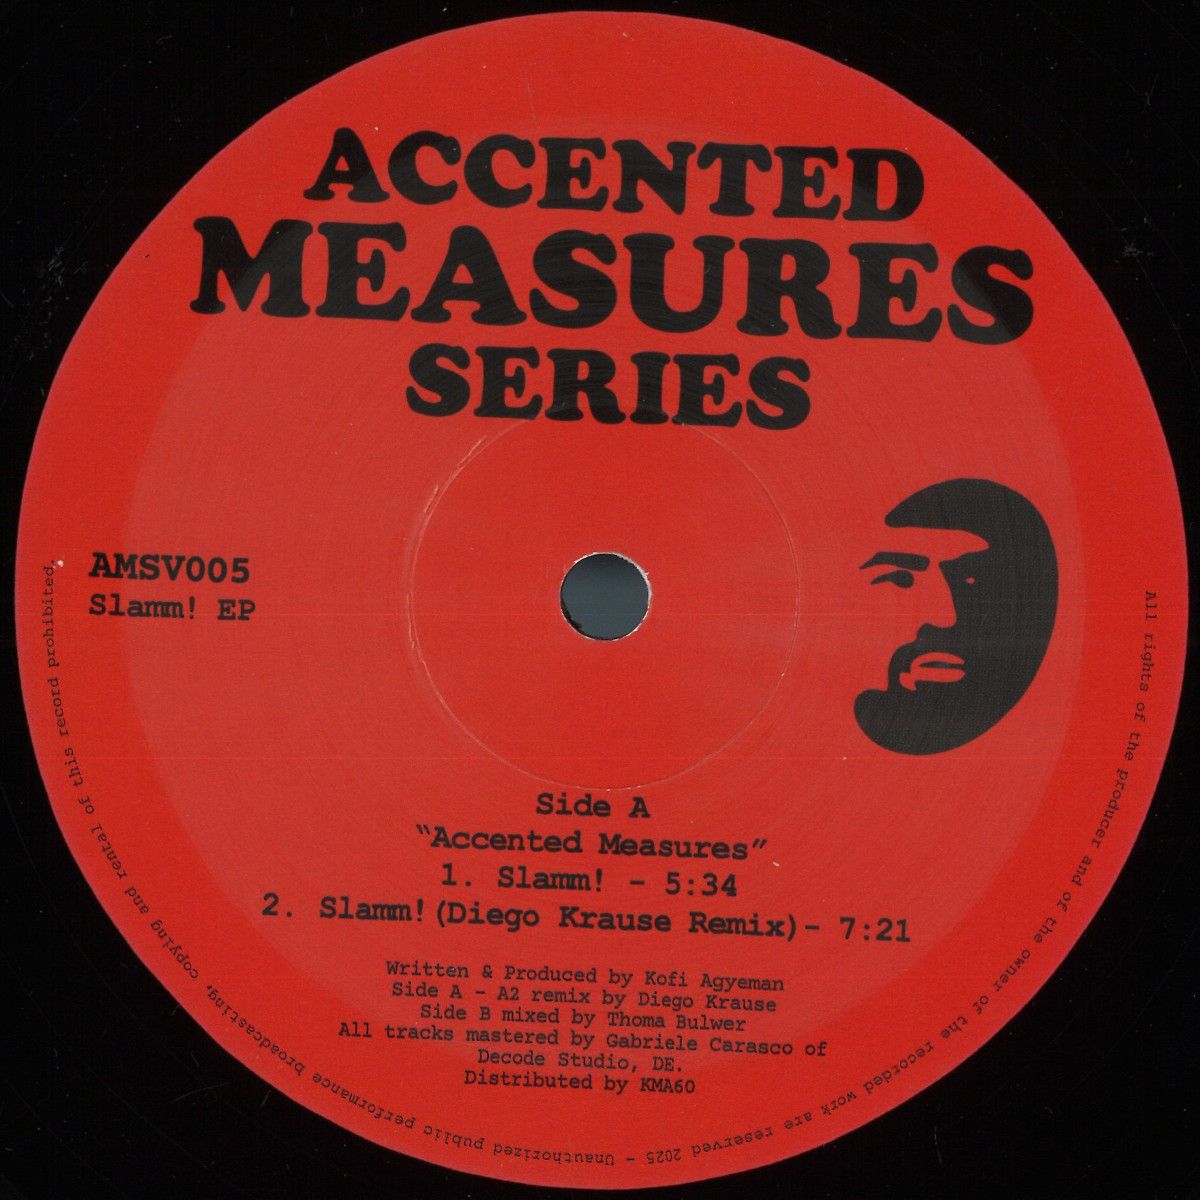 ACCENTED
MEASURES
SERIES
AMSV005
Slamm! EP
Side A
“Accented Measures”
1. Slamm! - 5:34
2. Slamm!(Diego Krause Remix)- 7:21
Written & Produced by Kofi Agyeman
Side A - A2 remix by Diego Krause
Side B mixed by Thoma Bulwer
All tracks mastered by Gabriele Carasco of
Decode Studio, DE.
Distributed by KMA60
All rights of the producer and of the owner of the recorded work are reserved 2025 - Unauthorized public performance broadcasting, copying and rental of this record prohibited.